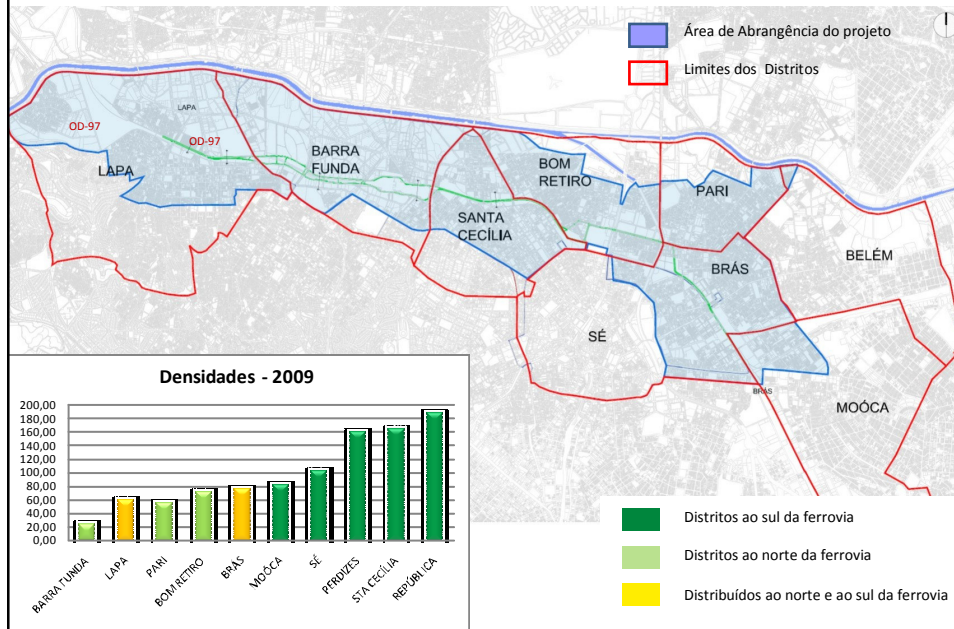 Área de Abrangência do projeto
Limites dos Distritos
LAPA
OD-97
OD-97
LAPA
BARRA
FUNDA
BOM
RETIRO
PARI
SANTA
CECÍLIA
BRÁS
BELÉM
SÉ
BRÁS
MOÓCA
Densidades - 2009
200,00
180,00
160,00
140,00
120,00
100,00
80,00
60,00
40,00
20,00
0,00
BARRA FUNDA
LAPA
PARI
BOM RETIRO
BRÁS
MOÓCA
SÉ
PERDIZES
STA CECÍLIA
REPÚBLICA
Distritos ao sul da ferrovia
Distritos ao norte da ferrovia
Distribuídos ao norte e ao sul da ferrovia